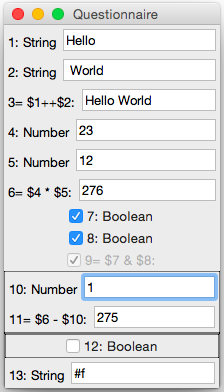 Questionnaire
1: String Hello
2: String World
3= $1++$2: Hello World
4: Number 23
5: Number 12
6= $4 * $5: 276
7: Boolean
8: Boolean
9= $7 & $8:
10: Number 1
11= $6 - $10: 275
12: Boolean
13: String #f